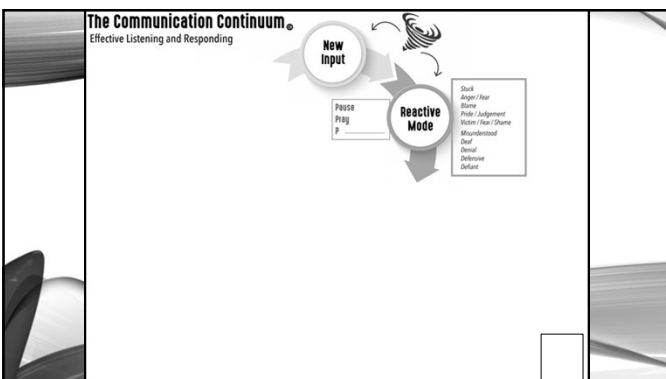 The Communication Continuum®
Effective Listening and Responding
New
Input
Pause
Pray
P ________
Reactive
Mode
Stuck
Anger / Fear
Blame
Pride / Judgement
Victim / Fear / Shame
Misunderstood
Deaf
Denial
Defensive
Defiant